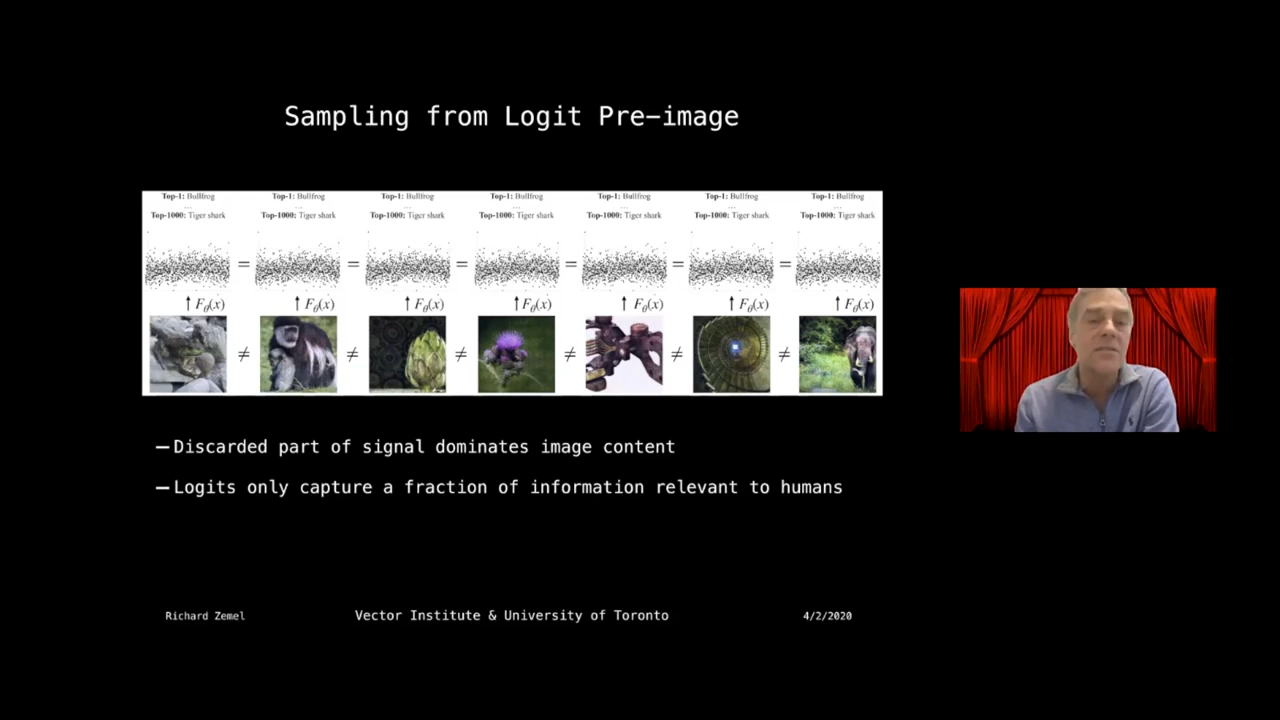 Sampling from Logit Pre-image
Top-1: Bullfrog Top-1: Bullfrog Top-1: Bullfrog Top-1: Bullfrog Top-1: Bullfrog Top-1: Bullfrog Top-1: Bullfrog
... ... ... ... ... ... ...
Top-1000: Tiger shark Top-1000: Tiger shark Top-1000: Tiger shark Top-1000: Tiger shark Top-1000: Tiger shark Top-1000: Tiger shark Top-1000: Tiger shark
= = = = = =
↑ Fθ(x) ↑ Fθ(x) ↑ Fθ(x) ↑ Fθ(x) ↑ Fθ(x) ↑ Fθ(x) ↑ Fθ(x)
≠ ≠ ≠ ≠ ≠ ≠
— Discarded part of signal dominates image content
— Logits only capture a fraction of information relevant to humans
Richard Zemel Vector Institute & University of Toronto 4/2/2020